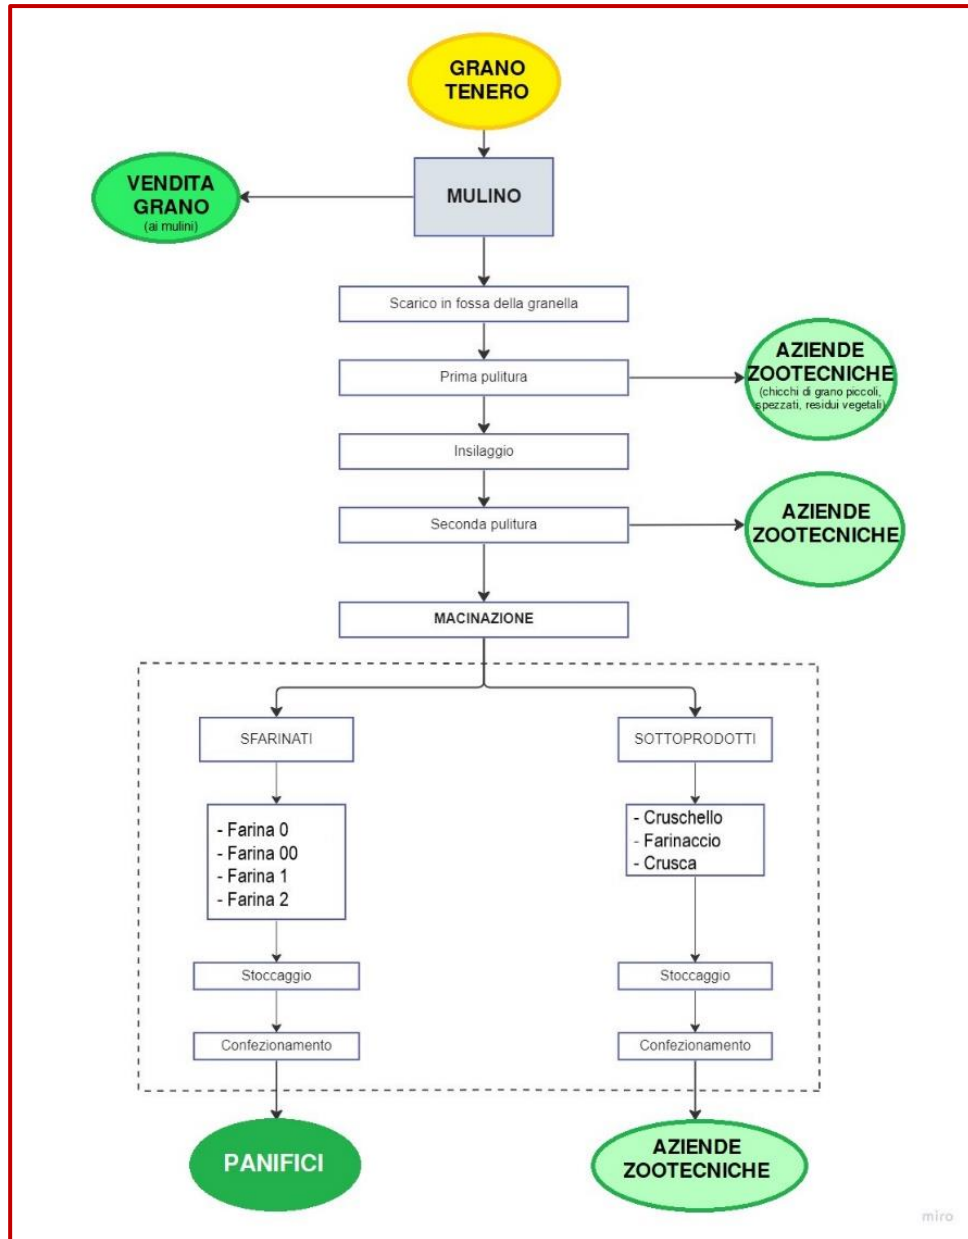 GRANO
TENERO
MULINO
VENDITA
GRANO
(ai mulini)
Scarico in fossa della granella
Prima pulitura
AZIENDE
ZOOTECNICHE
(chicchi di grano piccoli,
spezzati, residui vegetali)
Insilaggio
Seconda pulitura
AZIENDE
ZOOTECNICHE
MACINAZIONE
SFARINATI
- Farina 0
- Farina 00
- Farina 1
- Farina 2
Stoccaggio
Confezionamento
PANIFICI
SOTTOPRODOTTI
- Cruschello
- Farinaccio
- Crusca
Stoccaggio
Confezionamento
AZIENDE
ZOOTECNICHE
miro